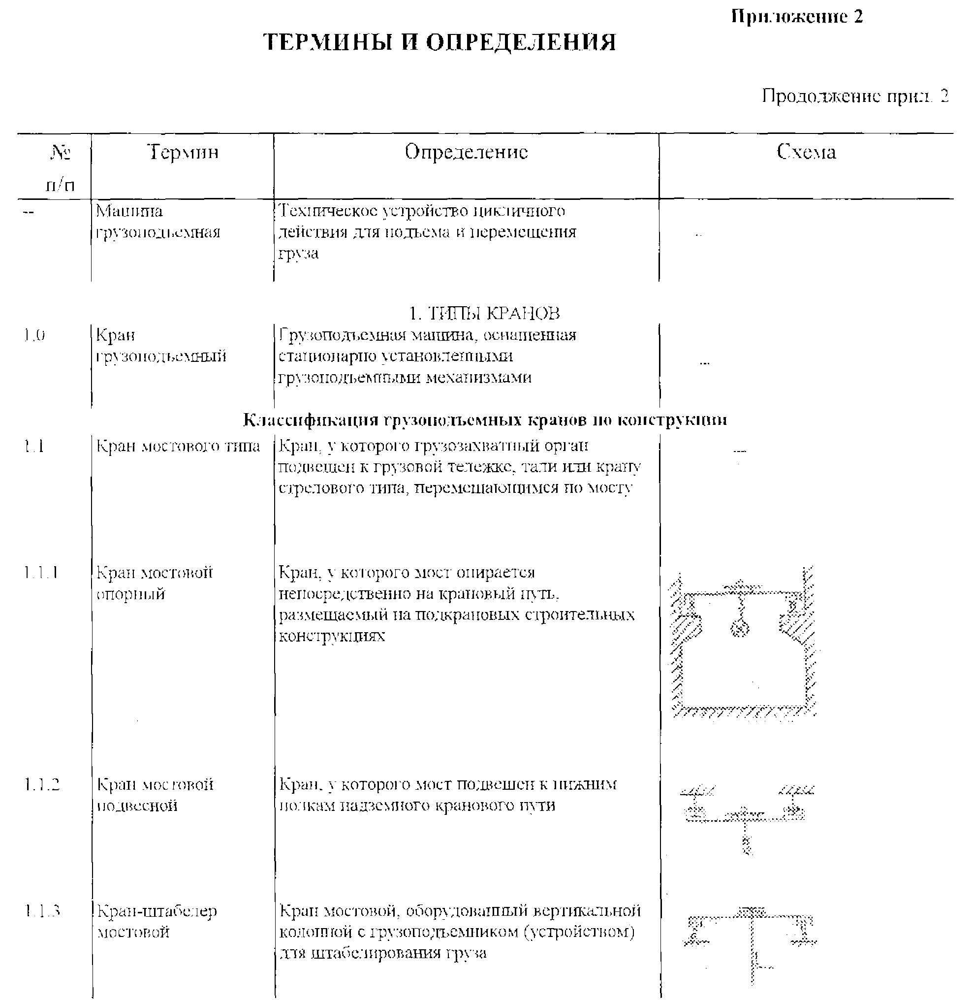 Приложение 2
ТЕРМИНЫ И ОПРЕДЕЛЕНИЯ
Продолжение прил. 2
№ п/п
Термин
Определение
Схема
--
Машина
грузоподъемная
Техническое устройство цикличного
действия для подъема и перемещения
груза
--
1. ТИПЫ КРАНОВ
1.0
Кран
грузоподъемный
Грузоподъемная машина, оснащенная
стационарно установленными
грузоподъемными механизмами
---
Классификация грузоподъемных кранов по конструкции
1.1
Кран мостового типа
Кран, у которого грузозахватный орган
подвешен к грузовой тележке, тали или крану
стрелового типа, перемещающимся по мосту
---
1.1.1
Кран мостовой
опорный
Кран, у которого мост опирается
непосредственно на крановый путь,
размещаемый на подкрановых строительных
конструкциях
1.1.2
Кран мостовой
подвесной
Кран, у которого мост подвешен к нижним
полкам надземного кранового пути
1.1.3
Кран-штабелер
мостовой
Кран мостовой, оборудованный вертикальной
колонной с грузоподъемником (устройством)
для штабелирования груза